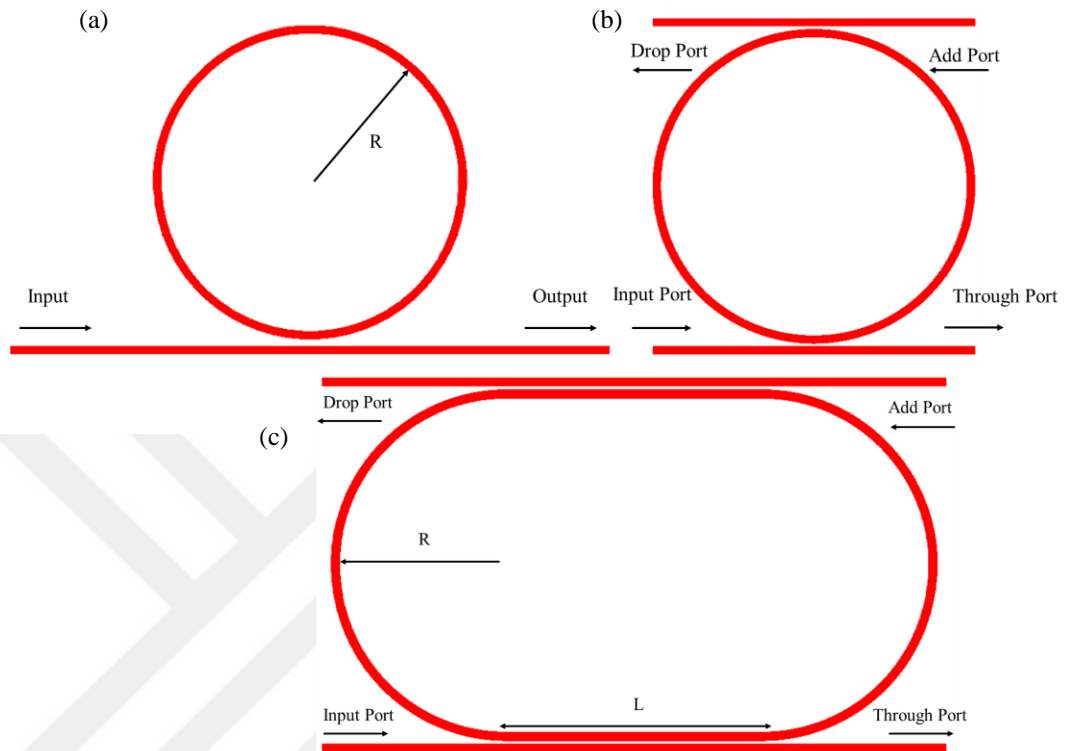 (a)
R
Input
Output
(b)
Drop Port
Add Port
Input Port
Through Port
(c)
Drop Port
Add Port
R
L
Input Port
Through Port